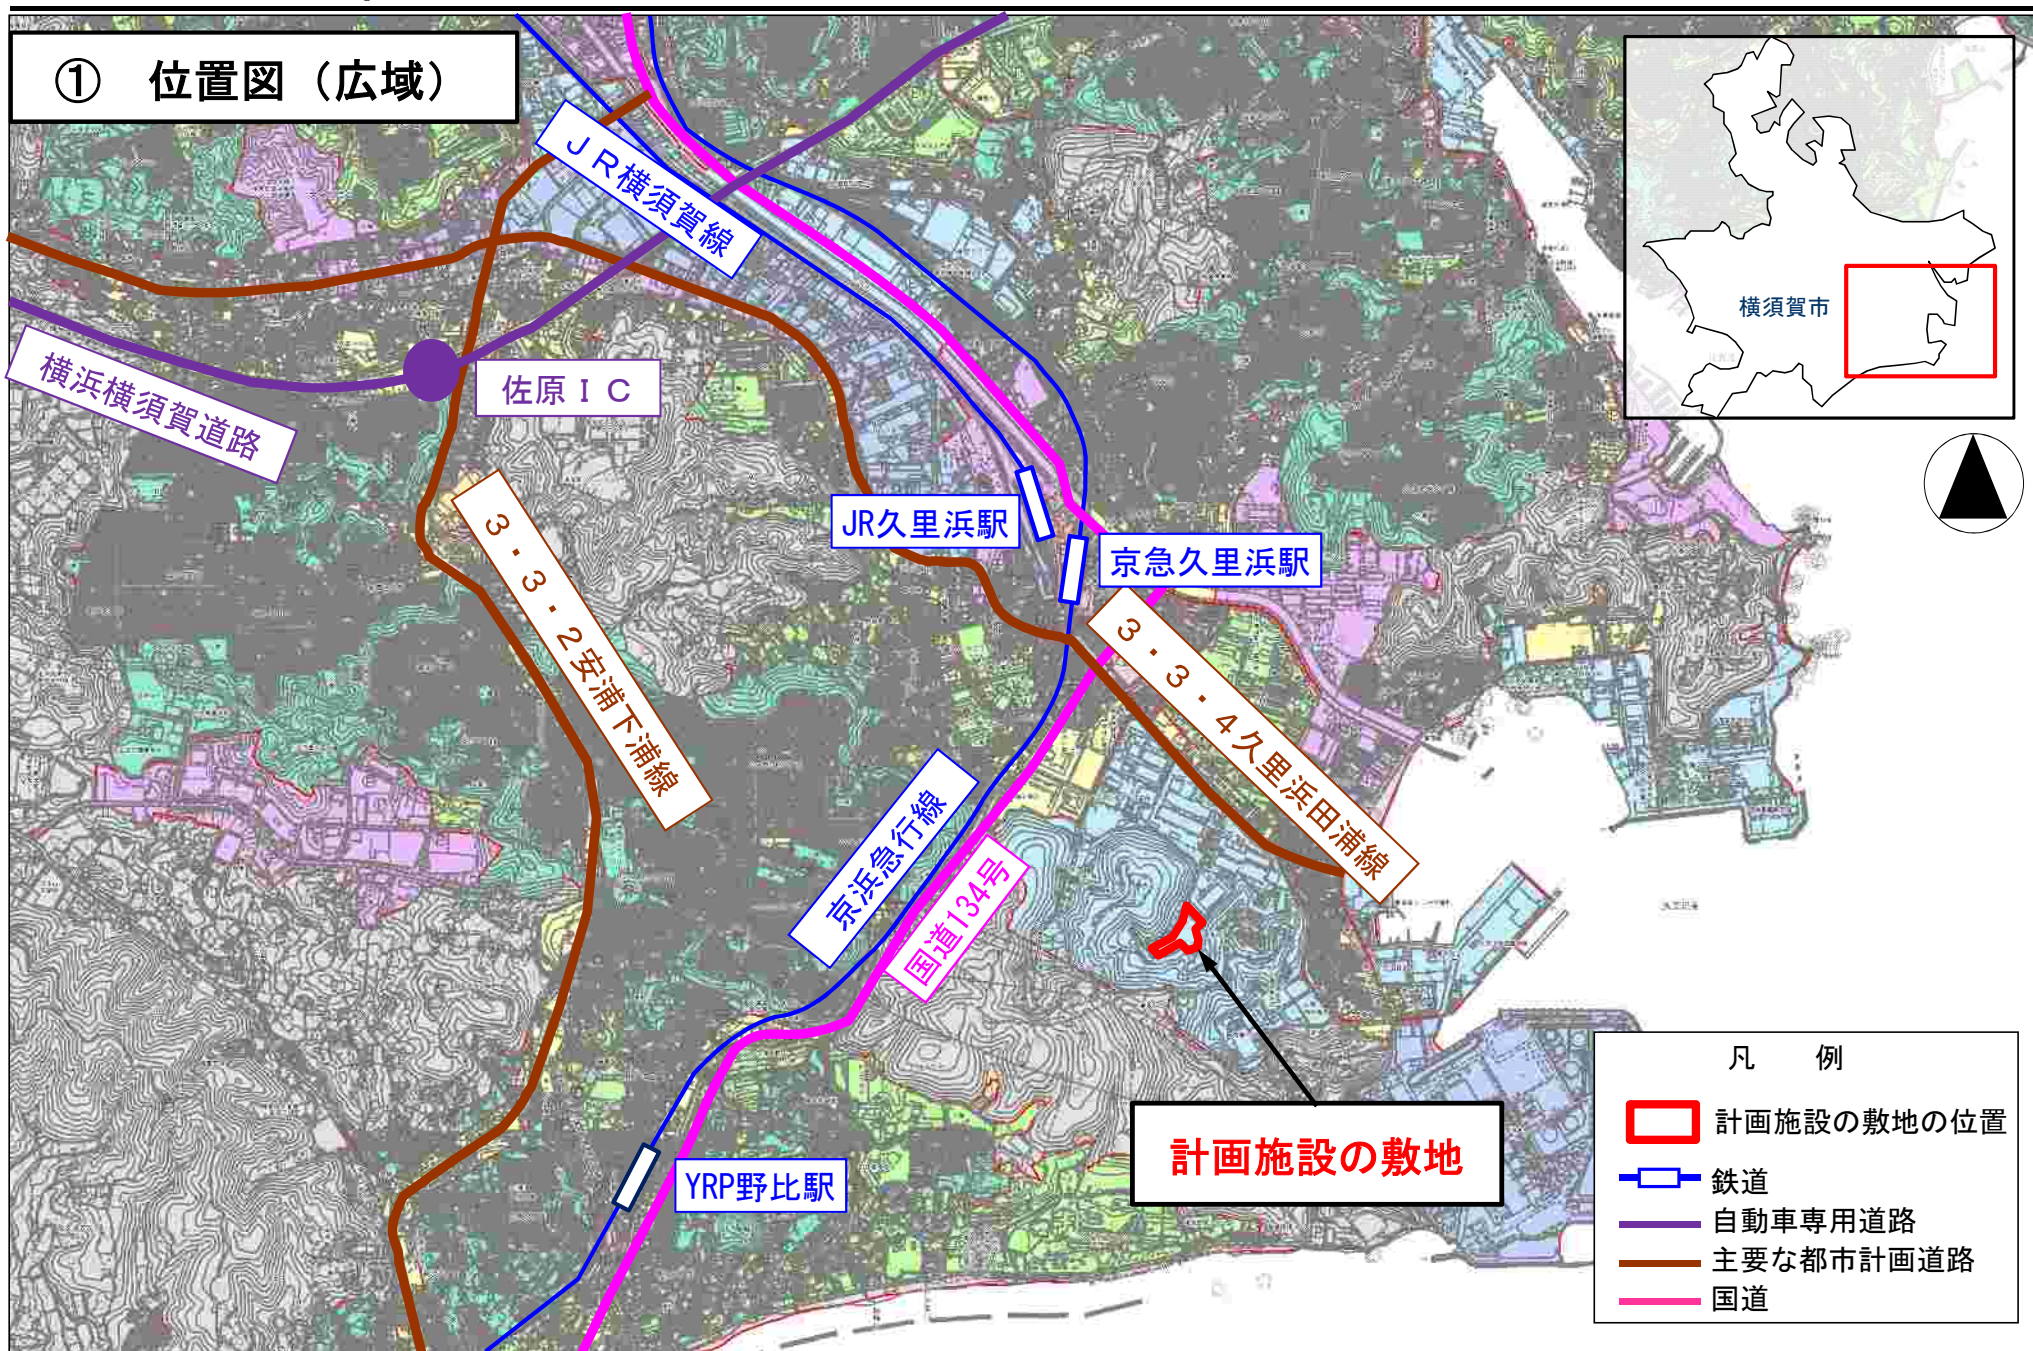 ① 位置図（広域）
ＪＲ横須賀線
横須賀市
横浜横須賀道路
佐原ＩＣ
３・３・２安浦下浦線
JR久里浜駅
京急久里浜駅
３・３・４久里浜田浦線
京浜急行線
国道134号
計画施設の敷地
YRP野比駅
凡　例
計画施設の敷地の位置
鉄道
自動車専用道路
主要な都市計画道路
国道